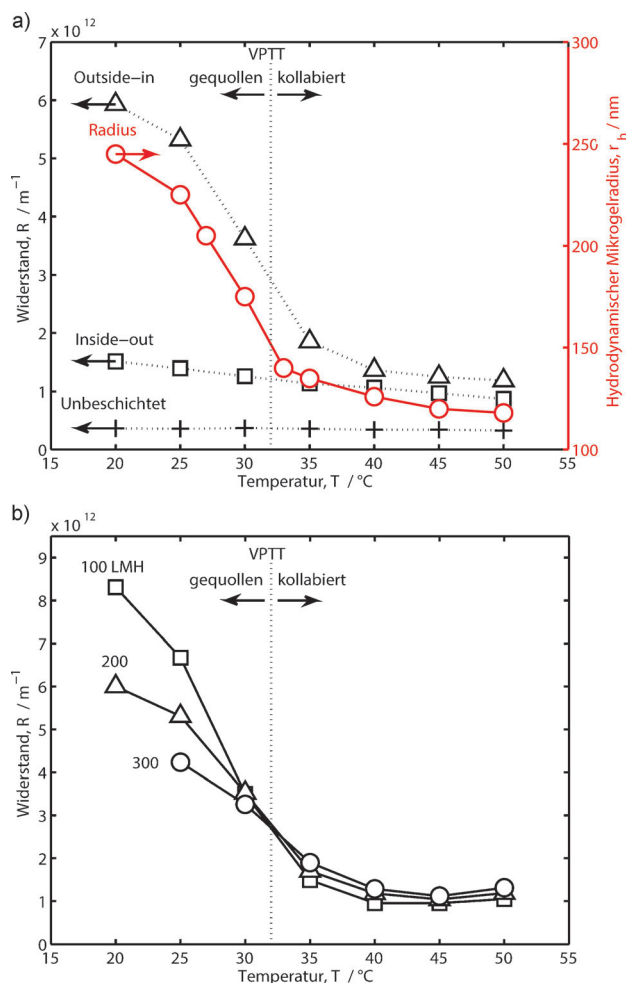 a)
x 10 12
VPTT
gequollen
kollabiert
Outside–in
Radius
Inside–out
Unbeschichtet
7
6
5
4
3
2
1
0
Widerstand, R / m−1
300
250
200
150
100
Hydrodynamischer Mikrogelradius, r_h / nm
15 20 25 30 35 40 45 50 55
Temperatur, T / °C
b)
x 10 12
VPTT
gequollen
kollabiert
100 LMH
200
300
9
8
7
6
5
4
3
2
1
0
Widerstand, R / m−1
15 20 25 30 35 40 45 50 55
Temperatur, T / °C